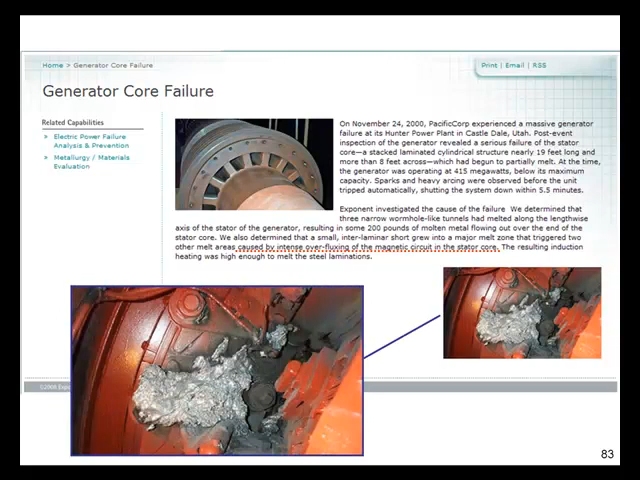 Home > Generator Core Failure
Print | Email | RSS
Generator Core Failure
Related Capabilities
» Electric Power Failure
Analysis & Prevention
» Metallurgy / Materials
Evaluation
On November 24, 2000, PacificCorp experienced a massive generator
failure at its Hunter Power Plant in Castle Dale, Utah. Post-event
inspection of the generator revealed a serious failure of the stator
core—a stacked laminated cylindrical structure nearly 19 feet long and
more than 8 feet across—which had begun to partially melt. At the time,
the generator was operating at 415 megawatts, below its maximum
capacity. Sparks and heavy arcing were observed before the unit
tripped automatically, shutting the system down within 5.5 minutes.
Exponent investigated the cause of the failure We determined that
three narrow wormhole-like tunnels had melted along the lengthwise
axis of the stator of the generator, resulting in some 200 pounds of molten metal flowing out over the end of the
stator core. We also determined that a small, inter-laminar short grew into a major melt zone that triggered two
other melt areas caused by intense over-fluxing of the magnetic circuit in the stator core. The resulting induction
heating was high enough to melt the steel laminations.
83